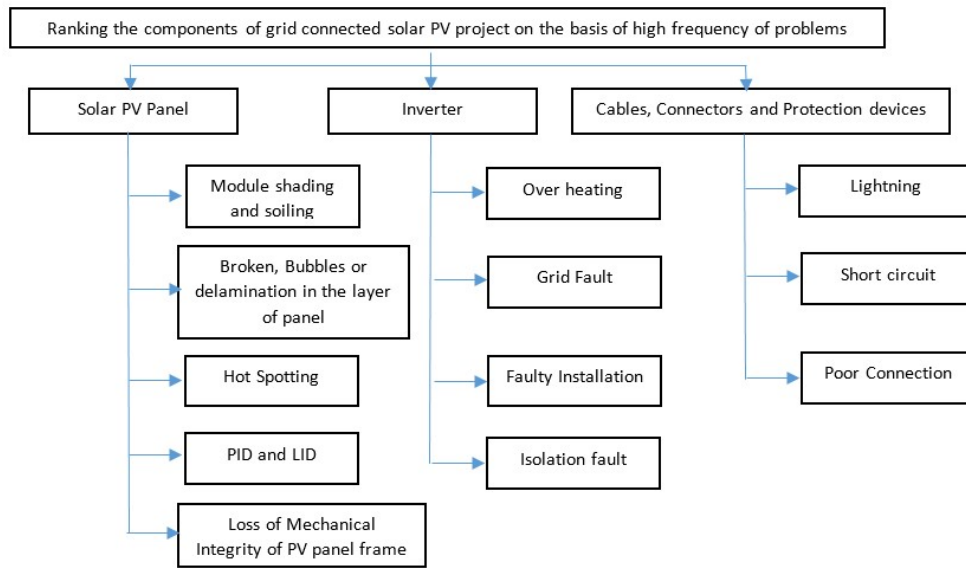 Ranking the components of grid connected solar PV project on the basis of high frequency of problems
Solar PV Panel
Inverter
Cables, Connectors and Protection devices
Module shading
and soiling
Broken, Bubbles or
delamination in the layer
of panel
Hot Spotting
PID and LID
Loss of Mechanical
Integrity of PV panel frame
Over heating
Grid Fault
Faulty Installation
Isolation fault
Lightning
Short circuit
Poor Connection